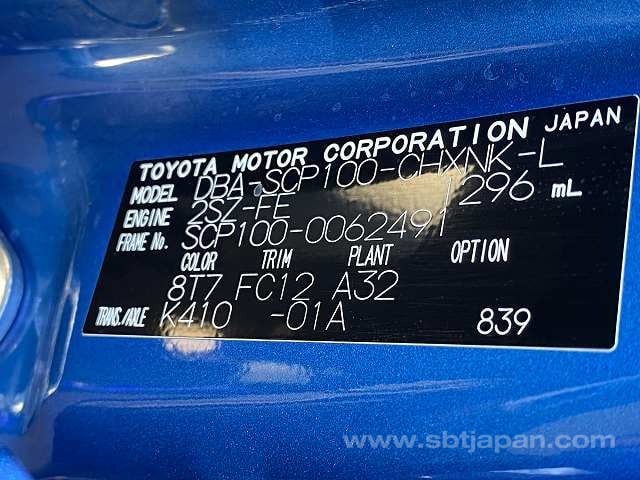 TOYOTA MOTOR CORPORATION JAPAN
MODEL DBA-SCP100-CHXNK-L
ENGINE 2SZ-FE 1296 mL
FRAME No. SCP100-0062491
COLOR TRIM PLANT OPTION
8T7 FC12 A32
TRANS./AXLE K410 -01A 839
www.sbtjapan.com